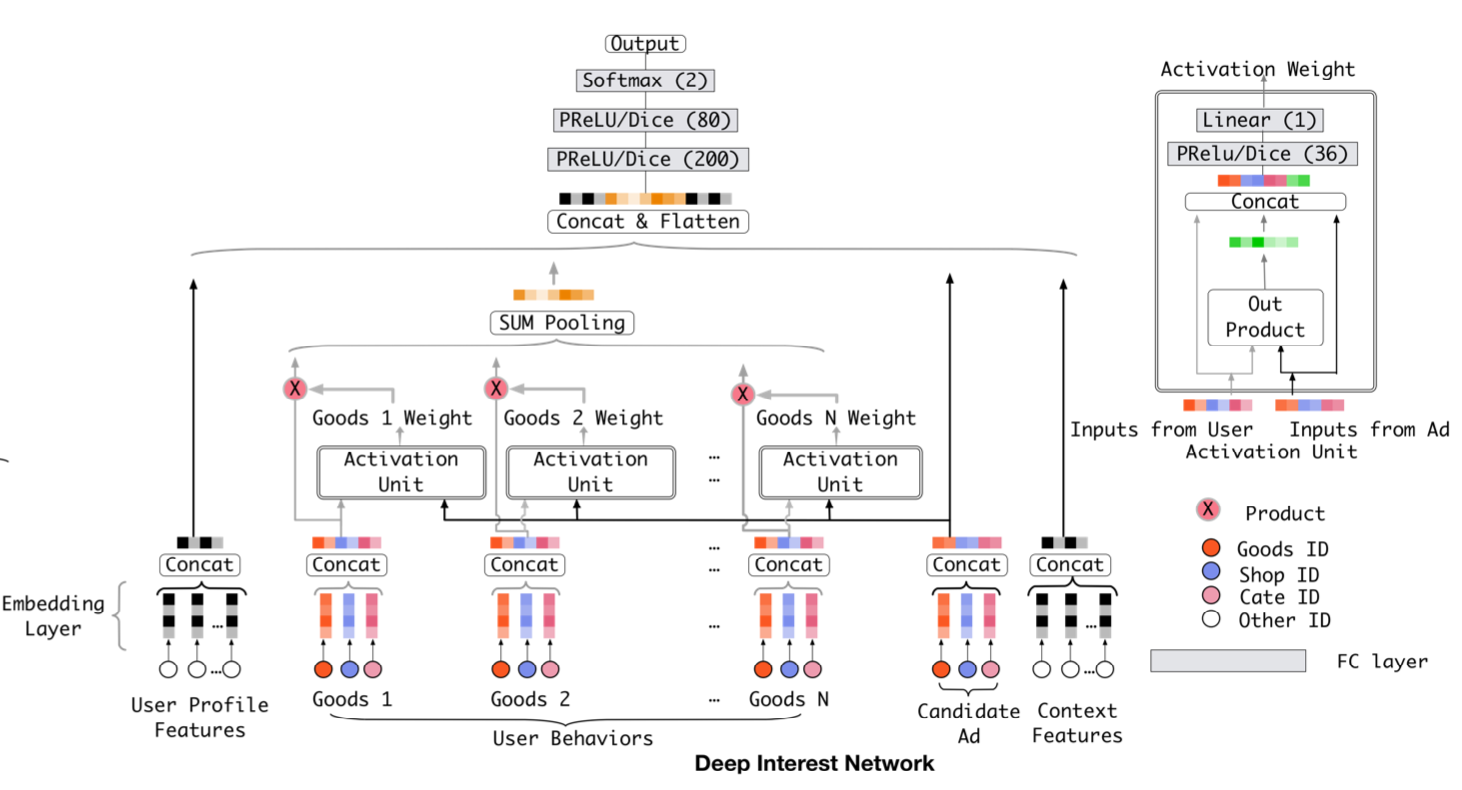 Output
Softmax (2)
PReLU/Dice (80)
PReLU/Dice (200)
Concat & Flatten
SUM Pooling
X
X
X
Goods 1 Weight
Goods 2 Weight
Goods N Weight
Activation
Unit
Activation
Unit
...
...
Activation
Unit
...
...
Concat
Concat
Concat
Concat
Concat
Concat
Embedding
Layer
...
...
...
...
...
User Profile
Features
Goods 1
Goods 2
...
Goods N
User Behaviors
Candidate
Ad
Context
Features
Deep Interest Network
Activation Weight
Linear (1)
PRelu/Dice (36)
Concat
Out
Product
Inputs from User
Inputs from Ad
Activation Unit
X
Product
Goods ID
Shop ID
Cate ID
Other ID
FC layer